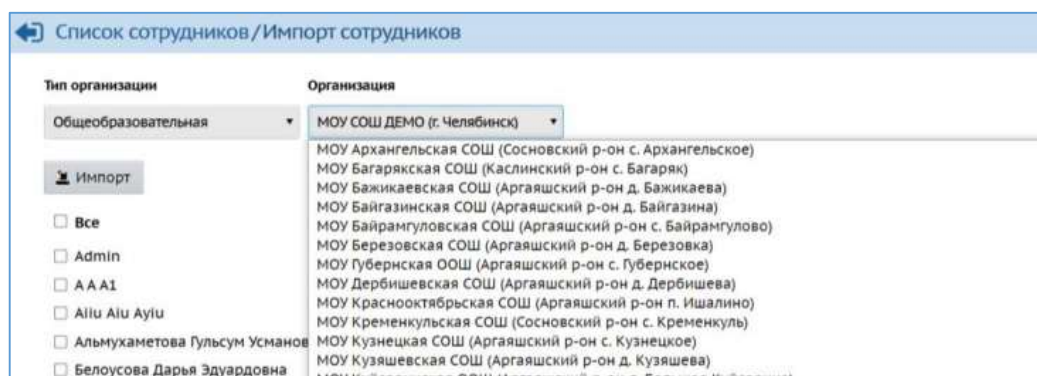 Список сотрудников/Импорт сотрудников
Тип организации
Организация
Общеобразовательная
МОУ СОШ ДЕМО (г. Челябинск)
МОУ Архангельская СОШ (Сосновский р-он с. Архангельское)
МОУ Багарякская СОШ (Каслинский р-он с. Багаряк)
Импорт
МОУ Бажикаевская СОШ (Аргаяшский р-он д. Бажикаева)
МОУ Байгазинская СОШ (Аргаяшский р-он д. Байгазина)
Все
МОУ Байрамгуловская СОШ (Аргаяшский р-он с. Байрамгулово)
МОУ Березовская СОШ (Аргаяшский р-он д. Березовка)
Admin
МОУ Губернская ООШ (Аргаяшский р-он с. Губернское)
A A A1
МОУ Дербишевская СОШ (Аргаяшский р-он д. Дербишева)
МОУ Краснооктябрьская СОШ (Аргаяшский р-он п. Ишалино)
Aliu Alu Ayiu
МОУ Кременкульская СОШ (Сосновский р-он с. Кременкуль)
Альмухаметова Гульсум Усманов
МОУ Кузнецкая СОШ (Аргаяшский р-он с. Кузнецкое)
МОУ Кузяшевская СОШ (Аргаяшский р-он д. Кузяшева)
Белоусова Дарья Эдуардовна